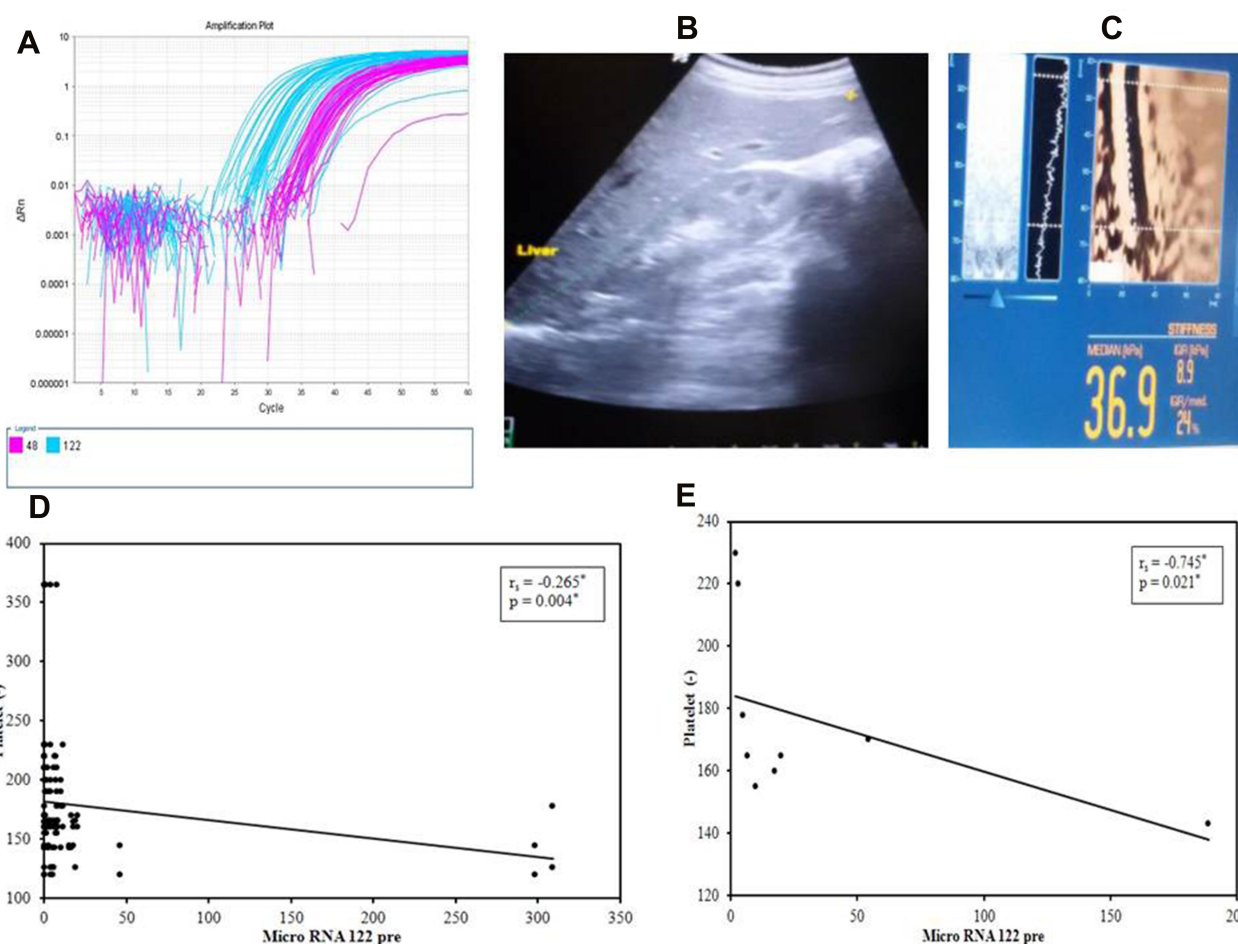 A
Amplification Plot
10
1
0.1
0.01
0.001
0.0001
0.00001
0.000001
ΔRn
5 10 15 20 25 30 35 40 45 50 55 60
Cycle
Legend
48 122
B
Liver
C
STIFFNESS
MEDIAN [kPa]
36.9
IQR [kPa]
8.9
IQR/med.
24%
D
400
350
300
250
200
150
100
rs = -0.265*
p = 0.004*
0 50 100 150 200 250 300 350
Micro RNA 122 pre
E
240
220
200
180
160
140
120
Platelet (-)
rs = -0.745*
p = 0.021*
0 50 100 150
Micro RNA 122 pre